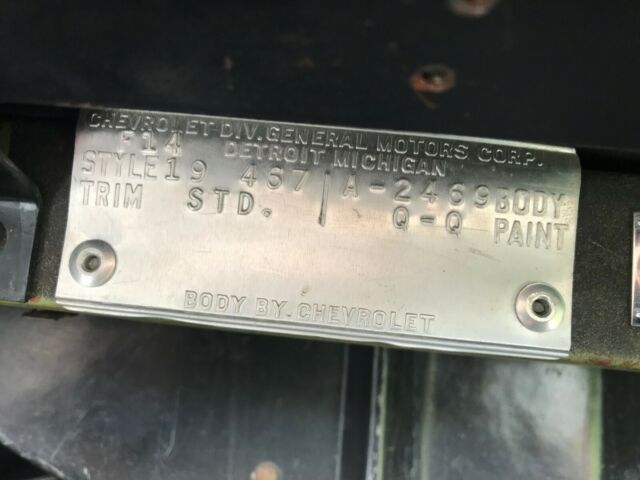 CHEVROLET DIV. GENERAL MOTORS CORP.
F14 DETROIT MICHIGAN
STYLE 19 467 / A-2469 BODY
TRIM STD. Q-Q PAINT
BODY BY CHEVROLET